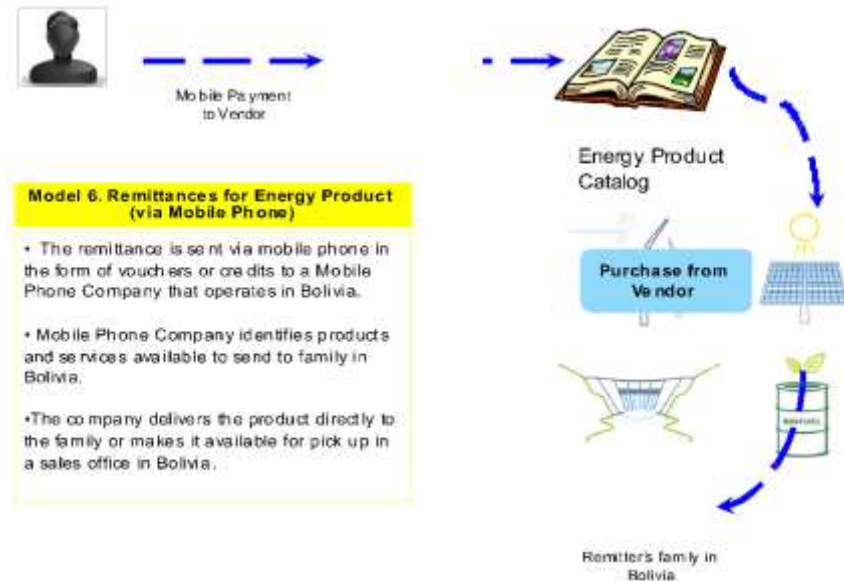 Mobile Payment
to Vendor
Energy Product
Catalog
Model 6. Remittances for Energy Product
(via Mobile Phone)
• The remittance is sent via mobile phone in
the form of vouchers or credits to a Mobile
Phone Company that operates in Bolivia.
• Mobile Phone Company identifies products
and services available to send to family in
Bolivia.
•The company delivers the product directly to
the family or makes it available for pick up in
a sales office in Bolivia.
Purchase from
Vendor
BIOFUEL
Remitter's family in
Bolivia